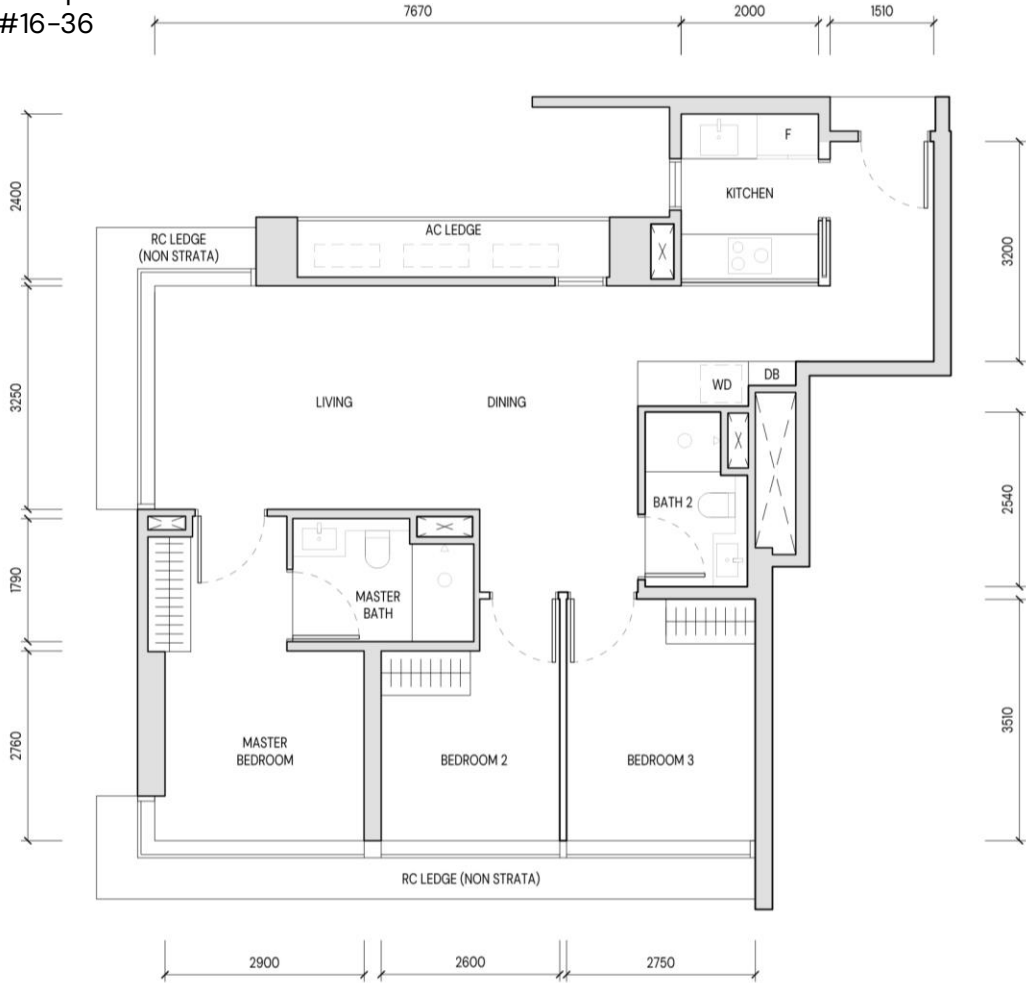 #16-36
7670
2000
1510
2400
3250
1790
2760
3200
2540
3510
F
KITCHEN
AC LEDGE
RC LEDGE
(NON STRATA)
LIVING
DINING
WD
DB
BATH 2
MASTER
BATH
MASTER
BEDROOM
BEDROOM 2
BEDROOM 3
RC LEDGE (NON STRATA)
2900
2600
2750